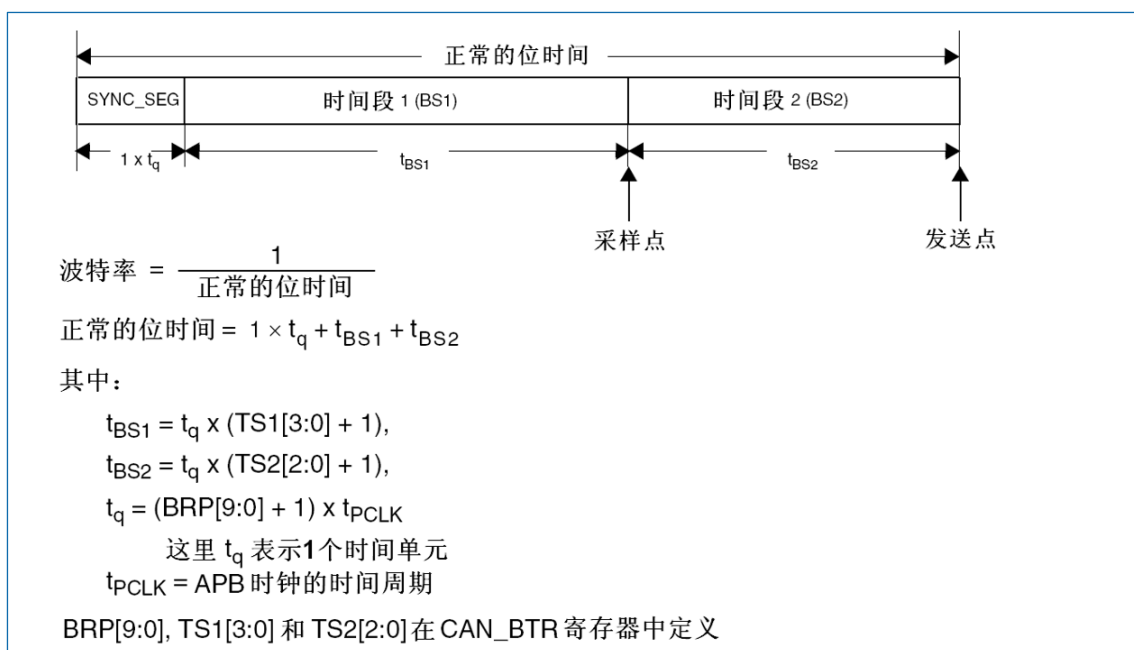 正常的位时间
SYNC_SEG 时间段 1 (BS1) 时间段 2 (BS2)
1 x tq tBS1 tBS2
采样点 发送点
波特率 = 1 / 正常的位时间
正常的位时间 = 1 × tq + tBS1 + tBS2
其中:
tBS1 = tq x (TS1[3:0] + 1),
tBS2 = tq x (TS2[2:0] + 1),
tq = (BRP[9:0] + 1) x tPCLK
这里 tq 表示1个时间单元
tPCLK = APB 时钟的时间周期
BRP[9:0], TS1[3:0] 和 TS2[2:0] 在 CAN_BTR 寄存器中定义